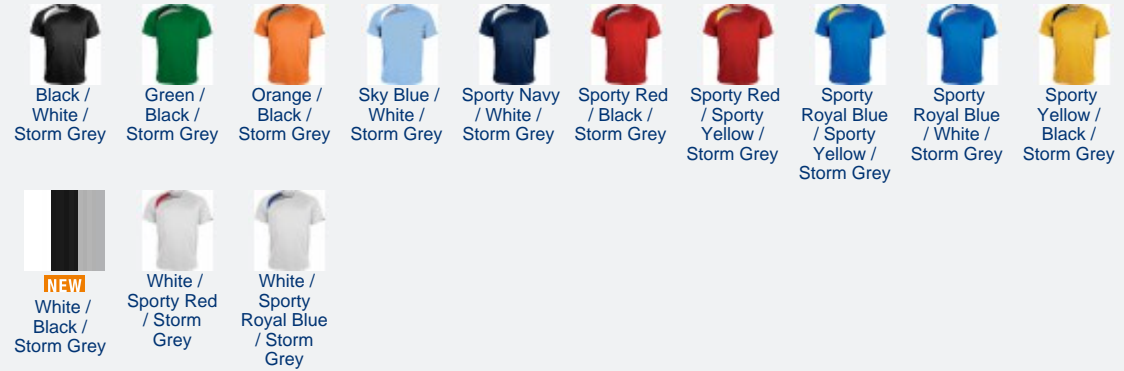 Black /
White /
Storm Grey
Green /
Black /
Storm Grey
Orange /
Black /
Storm Grey
Sky Blue /
White /
Storm Grey
Sporty Navy
/ White /
Storm Grey
Sporty Red
/ Black /
Storm Grey
Sporty Red
/ Sporty
Yellow /
Storm Grey
Sporty
Royal Blue
/ Sporty
Yellow /
Storm Grey
Sporty
Royal Blue
/ White /
Storm Grey
Sporty
Yellow /
Black /
Storm Grey
NEW
White /
Black /
Storm Grey
White /
Sporty Red
/ Storm
Grey
White /
Sporty
Royal Blue
/ Storm
Grey